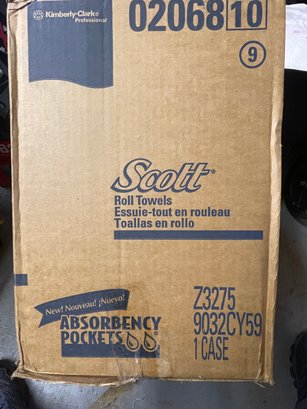 Kimberly-Clark
Professional
02068 10
9
Scott®
Roll Towels
Essuie-tout en rouleau
Toallas en rollo
New! Nouveau! ¡Nuevo!
ABSORBENCY
POCKETS
Z3275
9032CY59
1 CASE